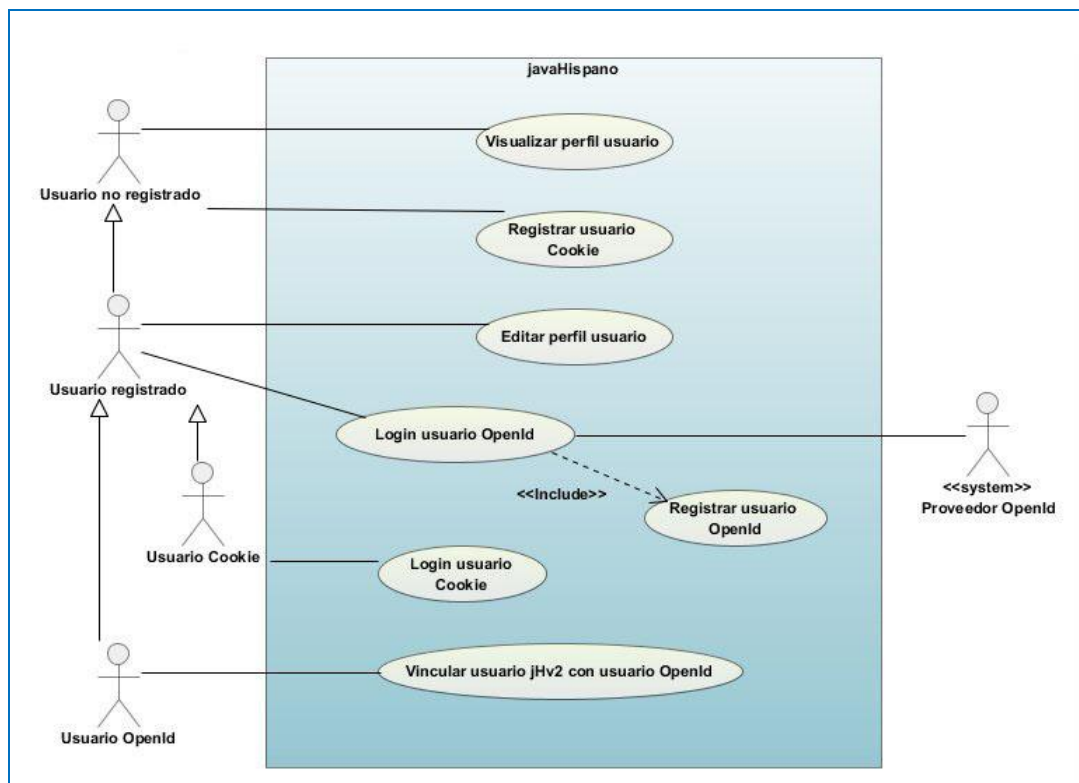 javaHispano
Visualizar perfil usuario
Usuario no registrado
Registrar usuario
Cookie
Editar perfil usuario
Usuario registrado
Login usuario OpenId
<<Include>>
<<system>>
Proveedor OpenId
Registrar usuario
OpenId
Usuario Cookie
Login usuario
Cookie
Vincular usuario jHv2 con usuario OpenId
Usuario OpenId